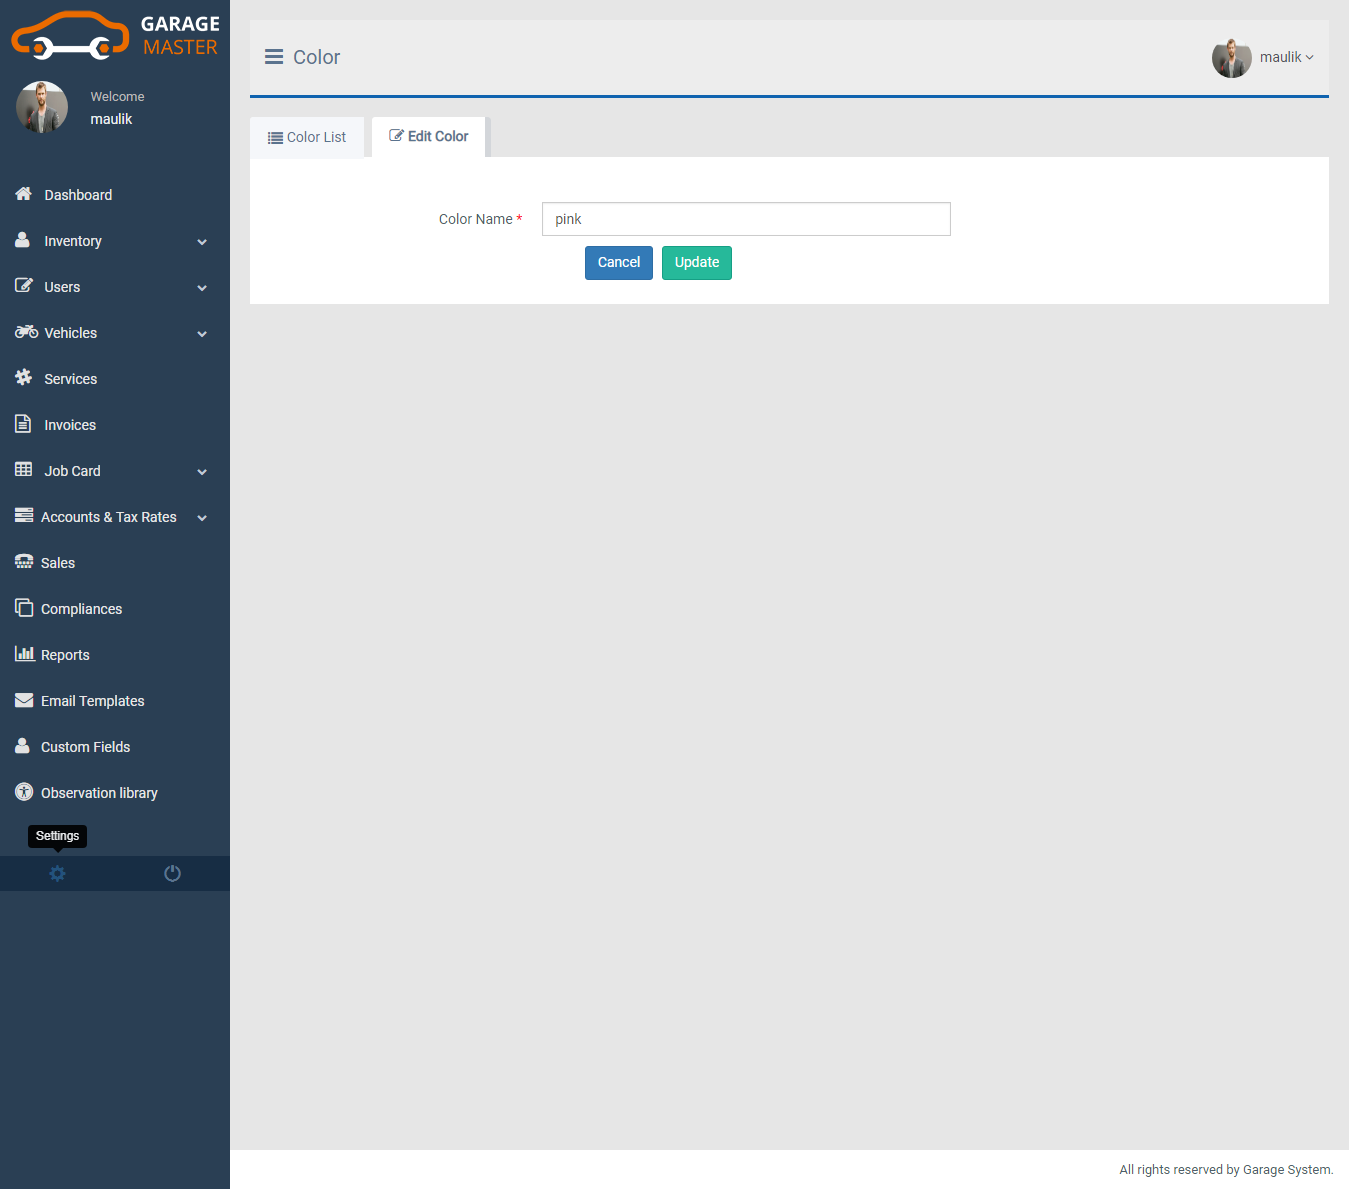 GARAGE
MASTER
Welcome
maulik
Dashboard
Inventory
Users
Vehicles
Services
Invoices
Job Card
Accounts & Tax Rates
Sales
Compliances
Reports
Email Templates
Custom Fields
Observation library
Settings
Color
maulik
Color List
Edit Color
Color Name *
pink
Cancel
Update
All rights reserved by Garage System.